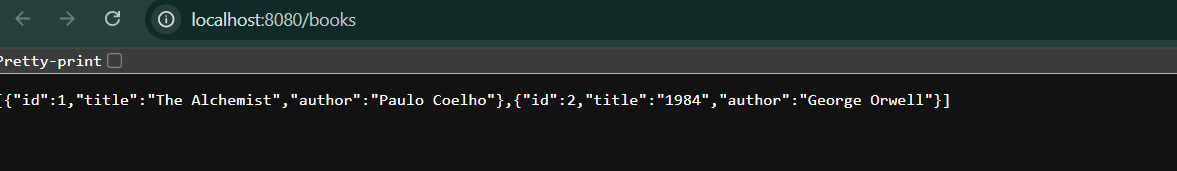 localhost:8080/books
Pretty-print
[{"id":1,"title":"The Alchemist","author":"Paulo Coelho"},{"id":2,"title":"1984","author":"George Orwell"}]